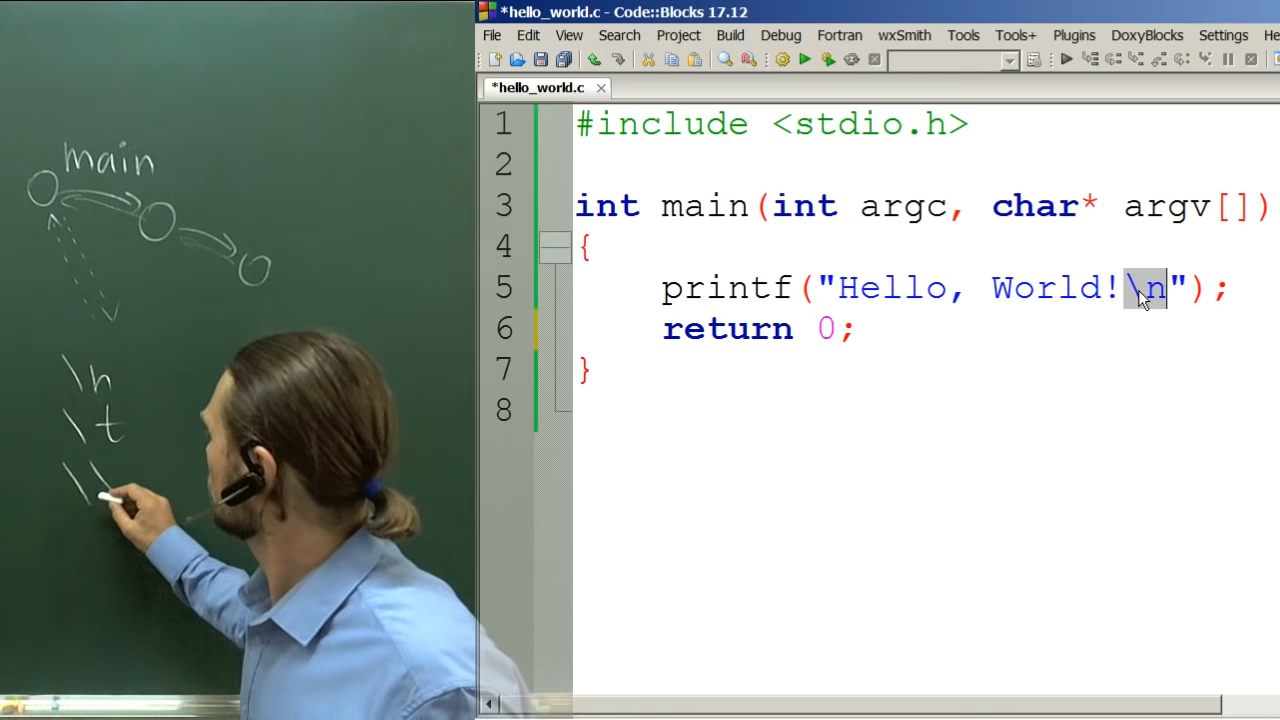 main
\n
\t
\\
*hello_world.c - Code::Blocks 17.12
File Edit View Search Project Build Debug Fortran wxSmith Tools Tools+ Plugins DoxyBlocks Settings He
*hello_world.c
1 #include <stdio.h>
2
3 int main(int argc, char* argv[])
4 {
5 printf("Hello, World!\n");
6 return 0;
7 }
8